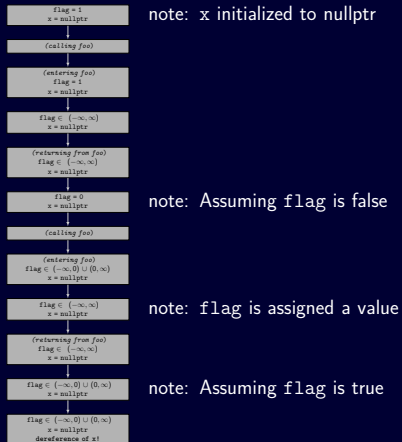 flag = 1
x = nullptr
note: x initialized to nullptr
(calling foo)
(entering foo)
flag = 1
x = nullptr
flag ∈ (−∞, ∞)
x = nullptr
(returning from foo)
flag ∈ (−∞, ∞)
x = nullptr
flag = 0
x = nullptr
note: Assuming flag is false
(calling foo)
(entering foo)
flag ∈ (−∞, 0) ∪ (0, ∞)
x = nullptr
flag ∈ (−∞, ∞)
x = nullptr
note: flag is assigned a value
(returning from foo)
flag ∈ (−∞, ∞)
x = nullptr
flag ∈ (−∞, 0) ∪ (0, ∞)
x = nullptr
note: Assuming flag is true
flag ∈ (−∞, 0) ∪ (0, ∞)
x = nullptr
dereference of x!